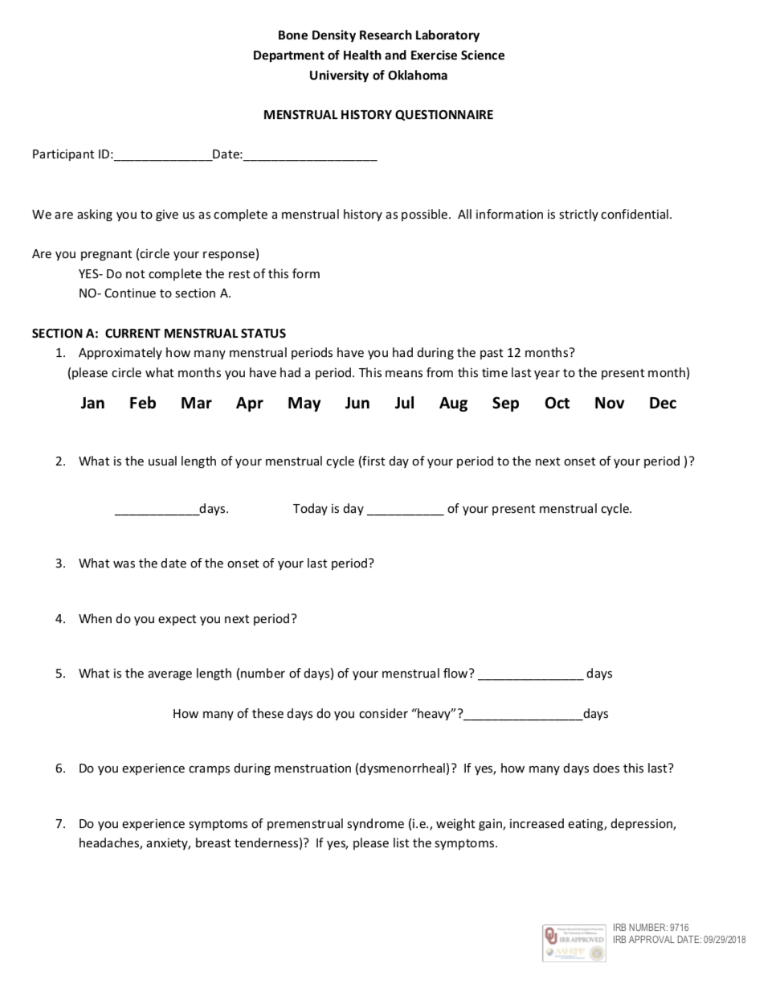 Bone Density Research Laboratory
Department of Health and Exercise Science
University of Oklahoma
MENSTRUAL HISTORY QUESTIONNAIRE
Participant ID:______________Date:___________________
We are asking you to give us as complete a menstrual history as possible.  All information is strictly confidential.
Are you pregnant (circle your response)
YES- Do not complete the rest of this form
NO- Continue to section A.
SECTION A:  CURRENT MENSTRUAL STATUS
1. Approximately how many menstrual periods have you had during the past 12 months?
(please circle what months you have had a period. This means from this time last year to the present month)
Jan Feb Mar Apr May Jun Jul Aug Sep Oct Nov Dec
2. What is the usual length of your menstrual cycle (first day of your period to the next onset of your period )?
____________days. Today is day ___________ of your present menstrual cycle.
3. What was the date of the onset of your last period?
4. When do you expect you next period?
5. What is the average length (number of days) of your menstrual flow? _______________ days
How many of these days do you consider “heavy”?_________________days
6. Do you experience cramps during menstruation (dysmenorrheal)?  If yes, how many days does this last?
7. Do you experience symptoms of premenstrual syndrome (i.e., weight gain, increased eating, depression,
headaches, anxiety, breast tenderness)?  If yes, please list the symptoms.
IRB APPROVED
AAHRPP
IRB NUMBER: 9716
IRB APPROVAL DATE: 09/29/2018